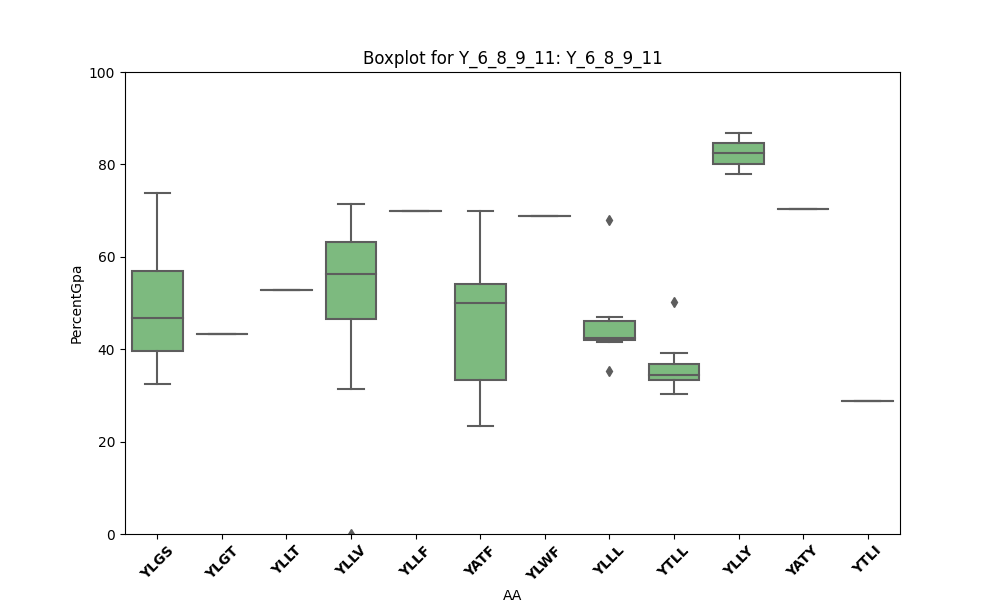 Boxplot for Y_6_8_9_11: Y_6_8_9_11
100
80
60
40
20
0
PercentGpa
YLGS YLGT YLLT YLLV YLLF YATF YLWF YLLL YTLL YLLY YATY YTLI
AA